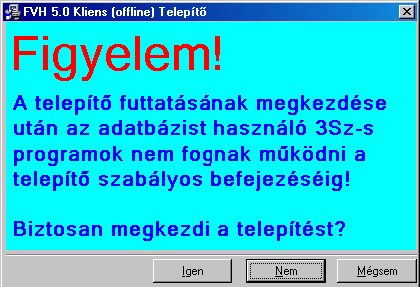 FVH 5.0 Kliens (offline) Telepítő
Figyelem!
A telepítő futtatásának megkezdése
után az adatbázist használó 3Sz-s
programok nem fognak működni a
telepítő szabályos befejezéséig!
Biztosan megkezdi a telepítést?
Igen
Nem
Mégsem